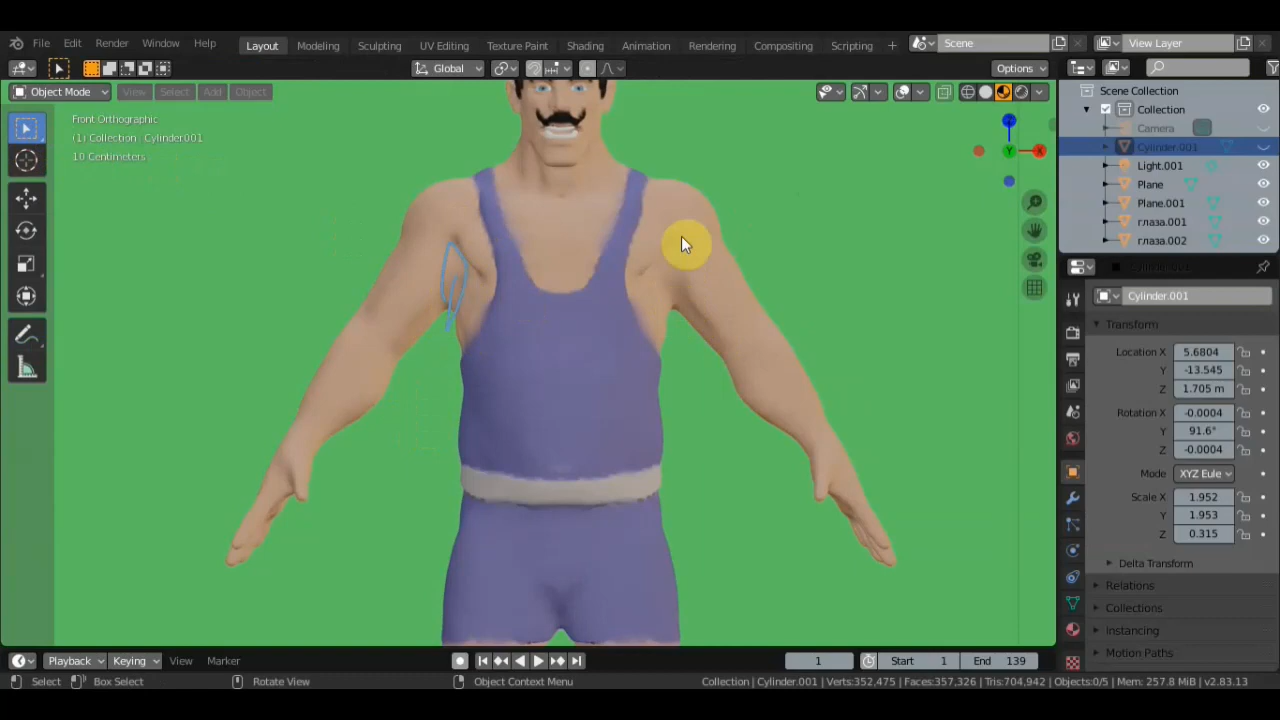 File Edit Render Window Help Layout Modeling Sculpting UV Editing Texture Paint Shading Animation Rendering Compositing Scripting + Scene View Layer
Global Options
Object Mode View Select Add Object
Scene Collection
Collection
Camera
Cylinder.001
Light.001
Plane
Plane.001
глаза.001
глаза.002
Front Orthographic
(1) Collection | Cylinder.001
10 Centimeters
Z
Y
X
Cylinder.001
Cylinder.001
Transform
Location X 5.6804
Y -13.545
Z 1.705 m
Rotation X -0.0004
Y 91.6°
Z -0.0004
Mode XYZ Eule
Scale X 1.952
Y 1.953
Z 0.315
Delta Transform
Relations
Collections
Instancing
Motion Paths
Playback Keying View Marker 1 Start 1 End 139
Select Box Select Rotate View Object Context Menu Collection | Cylinder.001 | Verts:352,475 | Faces:357,326 | Tris:704,942 | Objects:0/5 | Mem: 257.8 MiB | v2.83.13